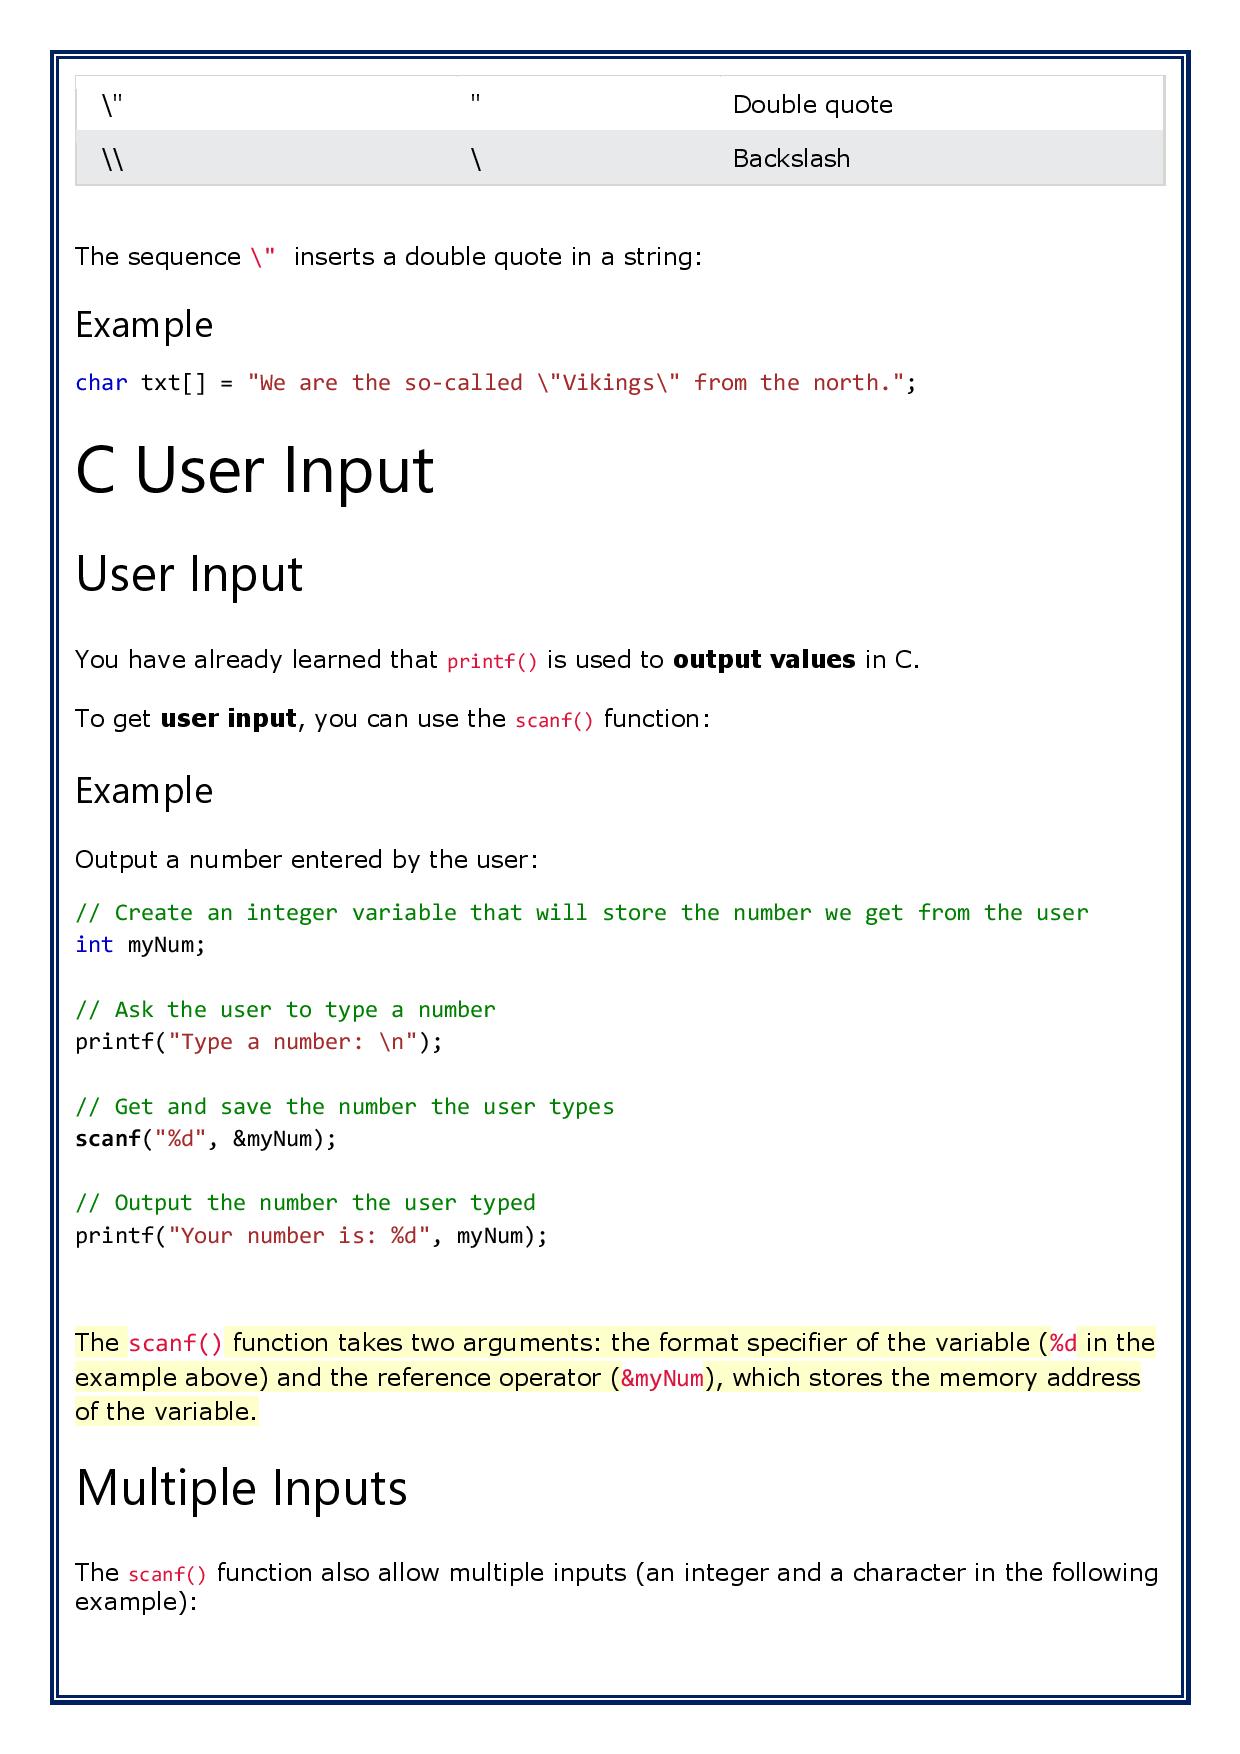 \" " Double quote
\\ \ Backslash
The sequence \" inserts a double quote in a string:
Example
char txt[] = "We are the so-called \"Vikings\" from the north.";
C User Input
User Input
You have already learned that printf() is used to output values in C.
To get user input, you can use the scanf() function:
Example
Output a number entered by the user:
// Create an integer variable that will store the number we get from the user
int myNum;
// Ask the user to type a number
printf("Type a number: \n");
// Get and save the number the user types
scanf("%d", &myNum);
// Output the number the user typed
printf("Your number is: %d", myNum);
The scanf() function takes two arguments: the format specifier of the variable (%d in the
example above) and the reference operator (&myNum), which stores the memory address
of the variable.
Multiple Inputs
The scanf() function also allow multiple inputs (an integer and a character in the following
example):